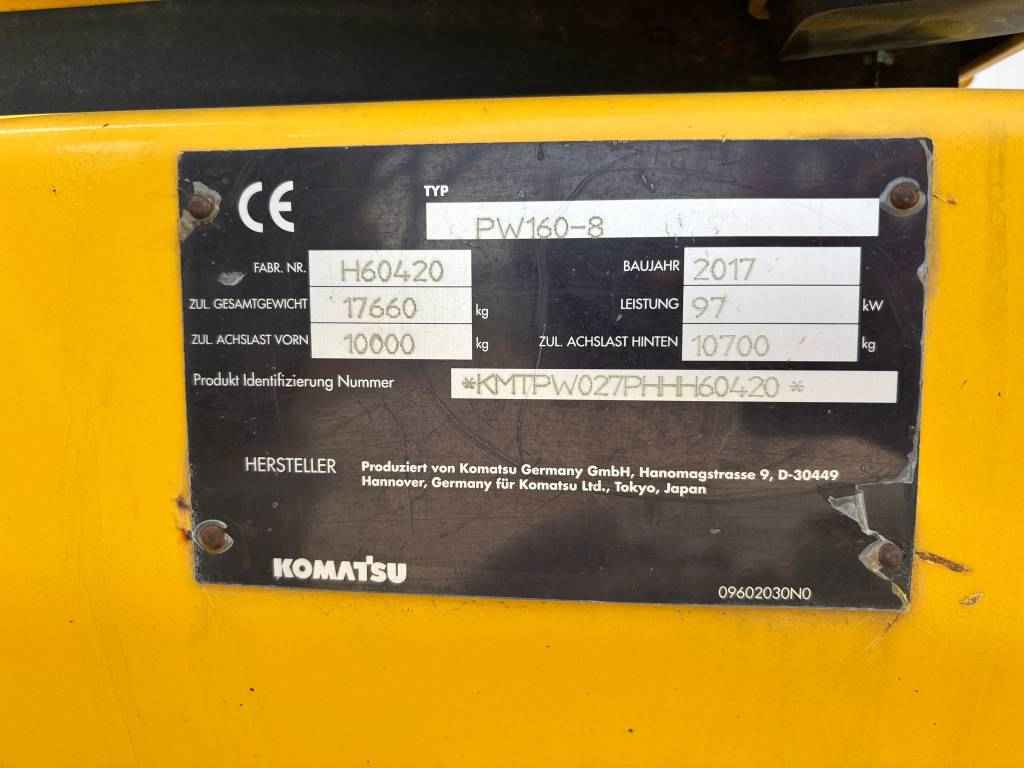 CE
TYP
PW160-8
FABR. NR. H60420 BAUJAHR 2017
ZUL. GESAMTGEWICHT 17660 kg LEISTUNG 97 kW
ZUL. ACHSLAST VORN 10000 kg ZUL. ACHSLAST HINTEN 10700 kg
Produkt Identifizierung Nummer *KMTPW027PHHH60420*
HERSTELLER Produziert von Komatsu Germany GmbH, Hanomagstrasse 9, D-30449
Hannover, Germany für Komatsu Ltd., Tokyo, Japan
KOMATSU
09602030N0